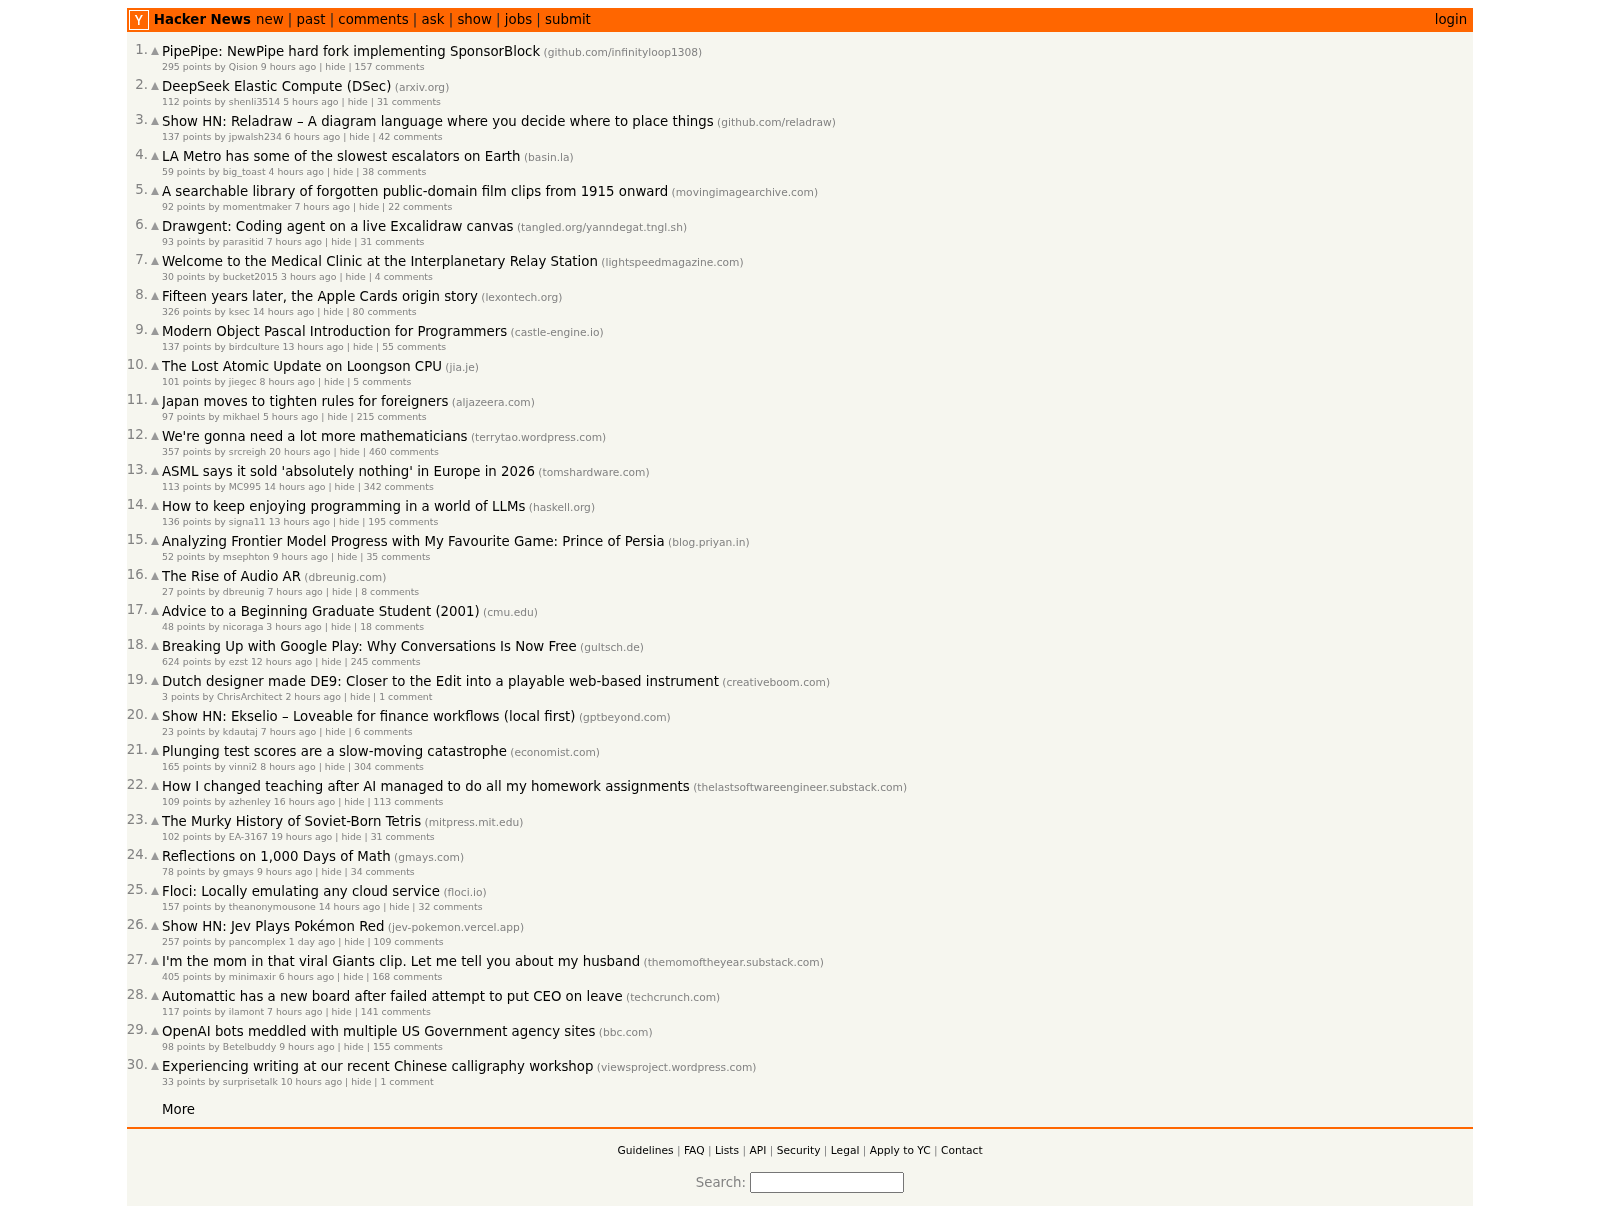 Y Hacker News new | past | comments | ask | show | jobs | submit login
1. ▲ PipePipe: NewPipe hard fork implementing SponsorBlock (github.com/infinityloop1308)
295 points by Qision 9 hours ago | hide | 157 comments
2. ▲ DeepSeek Elastic Compute (DSec) (arxiv.org)
112 points by shenli3514 5 hours ago | hide | 31 comments
3. ▲ Show HN: Reladraw – A diagram language where you decide where to place things (github.com/reladraw)
137 points by jpwalsh234 6 hours ago | hide | 42 comments
4. ▲ LA Metro has some of the slowest escalators on Earth (basin.la)
59 points by big_toast 4 hours ago | hide | 38 comments
5. ▲ A searchable library of forgotten public-domain film clips from 1915 onward (movingimagearchive.com)
92 points by momentmaker 7 hours ago | hide | 22 comments
6. ▲ Drawgent: Coding agent on a live Excalidraw canvas (tangled.org/yanndegat.tngl.sh)
93 points by parasitid 7 hours ago | hide | 31 comments
7. ▲ Welcome to the Medical Clinic at the Interplanetary Relay Station (lightspeedmagazine.com)
30 points by bucket2015 3 hours ago | hide | 4 comments
8. ▲ Fifteen years later, the Apple Cards origin story (lexontech.org)
326 points by ksec 14 hours ago | hide | 80 comments
9. ▲ Modern Object Pascal Introduction for Programmers (castle-engine.io)
137 points by birdculture 13 hours ago | hide | 55 comments
10. ▲ The Lost Atomic Update on Loongson CPU (jia.je)
101 points by jiegec 8 hours ago | hide | 5 comments
11. ▲ Japan moves to tighten rules for foreigners (aljazeera.com)
97 points by mikhael 5 hours ago | hide | 215 comments
12. ▲ We're gonna need a lot more mathematicians (terrytao.wordpress.com)
357 points by srcreigh 20 hours ago | hide | 460 comments
13. ▲ ASML says it sold 'absolutely nothing' in Europe in 2026 (tomshardware.com)
113 points by MC995 14 hours ago | hide | 342 comments
14. ▲ How to keep enjoying programming in a world of LLMs (haskell.org)
136 points by signa11 13 hours ago | hide | 195 comments
15. ▲ Analyzing Frontier Model Progress with My Favourite Game: Prince of Persia (blog.priyan.in)
52 points by msephton 9 hours ago | hide | 35 comments
16. ▲ The Rise of Audio AR (dbreunig.com)
27 points by dbreunig 7 hours ago | hide | 8 comments
17. ▲ Advice to a Beginning Graduate Student (2001) (cmu.edu)
48 points by nicoraga 3 hours ago | hide | 18 comments
18. ▲ Breaking Up with Google Play: Why Conversations Is Now Free (gultsch.de)
624 points by ezst 12 hours ago | hide | 245 comments
19. ▲ Dutch designer made DE9: Closer to the Edit into a playable web-based instrument (creativeboom.com)
3 points by ChrisArchitect 2 hours ago | hide | 1 comment
20. ▲ Show HN: Ekselio – Loveable for finance workflows (local first) (gptbeyond.com)
23 points by kdautaj 7 hours ago | hide | 6 comments
21. ▲ Plunging test scores are a slow-moving catastrophe (economist.com)
165 points by vinni2 8 hours ago | hide | 304 comments
22. ▲ How I changed teaching after AI managed to do all my homework assignments (thelastsoftwareengineer.substack.com)
109 points by azhenley 16 hours ago | hide | 113 comments
23. ▲ The Murky History of Soviet-Born Tetris (mitpress.mit.edu)
102 points by EA-3167 19 hours ago | hide | 31 comments
24. ▲ Reflections on 1,000 Days of Math (gmays.com)
78 points by gmays 9 hours ago | hide | 34 comments
25. ▲ Floci: Locally emulating any cloud service (floci.io)
157 points by theanonymousone 14 hours ago | hide | 32 comments
26. ▲ Show HN: Jev Plays Pokémon Red (jev-pokemon.vercel.app)
257 points by pancomplex 1 day ago | hide | 109 comments
27. ▲ I'm the mom in that viral Giants clip. Let me tell you about my husband (themomoftheyear.substack.com)
405 points by minimaxir 6 hours ago | hide | 168 comments
28. ▲ Automattic has a new board after failed attempt to put CEO on leave (techcrunch.com)
117 points by ilamont 7 hours ago | hide | 141 comments
29. ▲ OpenAI bots meddled with multiple US Government agency sites (bbc.com)
98 points by Betelbuddy 9 hours ago | hide | 155 comments
30. ▲ Experiencing writing at our recent Chinese calligraphy workshop (viewsproject.wordpress.com)
33 points by surprisetalk 10 hours ago | hide | 1 comment
More
Guidelines | FAQ | Lists | API | Security | Legal | Apply to YC | Contact
Search: